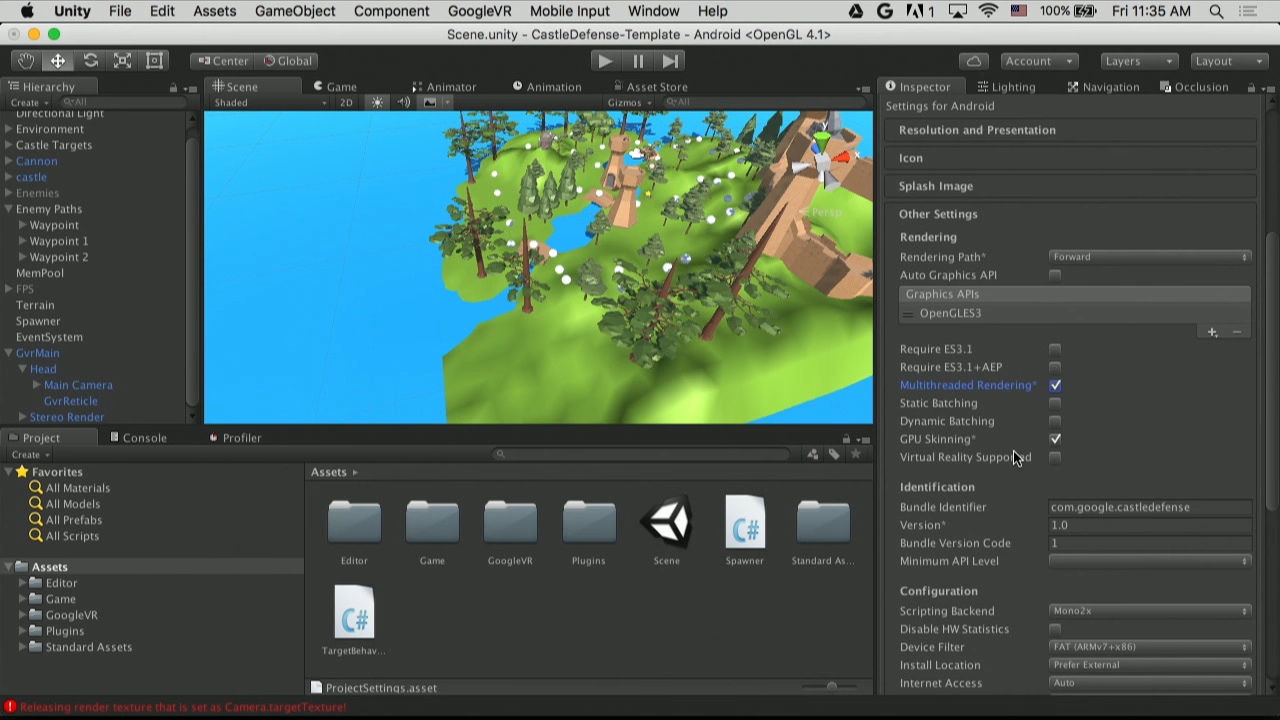 Unity File Edit Assets GameObject Component GoogleVR Mobile Input Window Help 1 100% Fri 11:35 AM
Scene.unity - CastleDefense-Template - Android <OpenGL 4.1>
Center Global Account Layers Layout
Hierarchy Scene Game Animator Animation Asset Store Inspector Lighting Navigation Occlusion
Create All Shaded 2D Gizmos All
Settings for Android
Directional Light
Environment
Castle Targets
Cannon
castle
Enemies
Enemy Paths
Waypoint
Waypoint 1
Waypoint 2
MemPool
FPS
Terrain
Spawner
EventSystem
GvrMain
Head
Main Camera
GvrReticle
Stereo Render
y
x
Persp
Resolution and Presentation
Icon
Splash Image
Other Settings
Rendering
Rendering Path* Forward
Auto Graphics API
Graphics APIs
OpenGLES3
Require ES3.1
Require ES3.1+AEP
Multithreaded Rendering*
Static Batching
Dynamic Batching
GPU Skinning*
Virtual Reality Supported
Identification
Bundle Identifier com.google.castledefense
Version* 1.0
Bundle Version Code 1
Minimum API Level
Configuration
Scripting Backend Mono2x
Disable HW Statistics
Device Filter FAT (ARMv7+x86)
Install Location Prefer External
Internet Access Auto
Project Console Profiler
Create
Favorites
All Materials
All Models
All Prefabs
All Scripts
Assets
Editor
Game
GoogleVR
Plugins
Standard Assets
Assets
Editor Game GoogleVR Plugins Scene Spawner Standard As...
C#
C#
TargetBehav...
ProjectSettings.asset
Releasing render texture that is set as Camera.targetTexture!